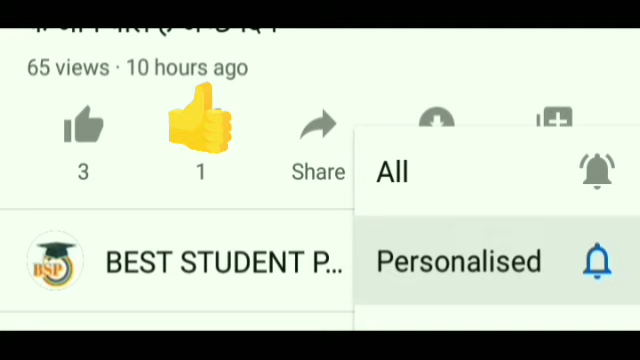 65 views · 10 hours ago
3
1
Share
All
BSP
BEST STUDENT P...
Personalised